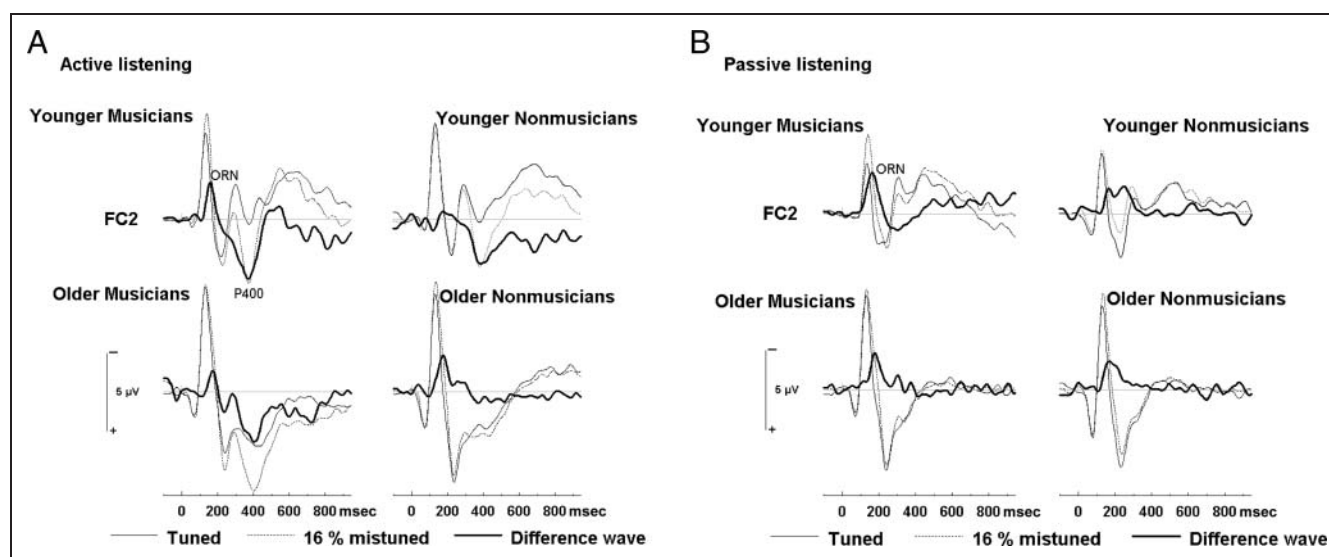 A
Active listening
Younger Musicians
Younger Nonmusicians
ORN
FC2
P400
Older Musicians
Older Nonmusicians
−
5 µV
+
0 200 400 600 800 msec
0 200 400 600 800 msec
Tuned 16 % mistuned Difference wave
B
Passive listening
Younger Musicians
Younger Nonmusicians
ORN
FC2
Older Musicians
Older Nonmusicians
−
5 µV
+
0 200 400 600 800 msec
0 200 400 600 800 msec
Tuned 16 % mistuned Difference wave